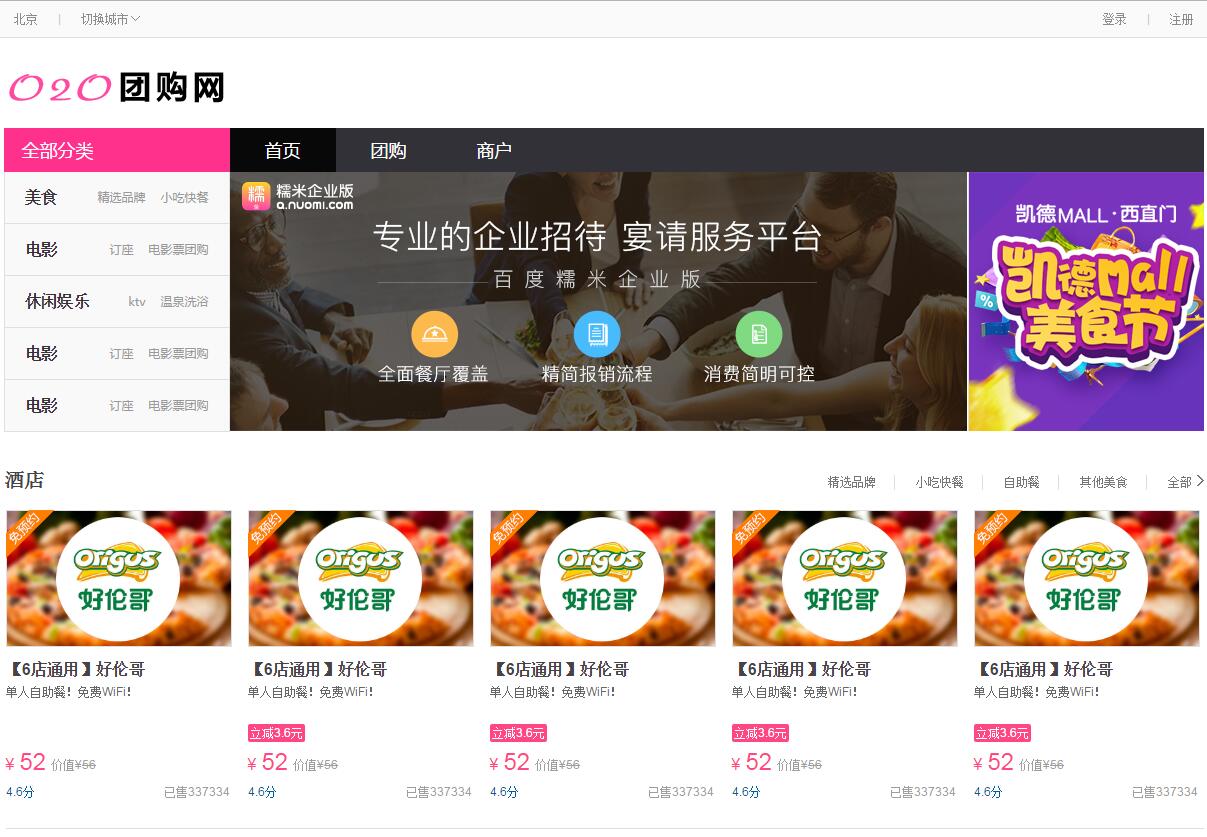 北京 | 切换城市 登录 | 注册
O2O团购网
全部分类 首页 团购 商户
美食 精选品牌 小吃快餐
电影 订座 电影票团购
休闲娱乐 ktv 温泉洗浴
电影 订座 电影票团购
电影 订座 电影票团购
糯 糯米企业版
q.nuomi.com
专业的企业招待 宴请服务平台
百度糯米企业版
全面餐厅覆盖 精简报销流程 消费简明可控
凯德MALL·西直门
凯德Mall
%
美食节
酒店 精选品牌 | 小吃快餐 | 自助餐 | 其他美食 | 全部
免预约 免预约 免预约 免预约 免预约
Origus Origus Origus Origus Origus
好伦哥 好伦哥 好伦哥 好伦哥 好伦哥
【6店通用】好伦哥 【6店通用】好伦哥 【6店通用】好伦哥 【6店通用】好伦哥 【6店通用】好伦哥
单人自助餐！免费WiFi！ 单人自助餐！免费WiFi！ 单人自助餐！免费WiFi！ 单人自助餐！免费WiFi！ 单人自助餐！免费WiFi！
立减3.6元 立减3.6元 立减3.6元 立减3.6元
¥ 52 价值¥56 ¥ 52 价值¥56 ¥ 52 价值¥56 ¥ 52 价值¥56 ¥ 52 价值¥56
4.6分 已售337334 4.6分 已售337334 4.6分 已售337334 4.6分 已售337334 4.6分 已售337334